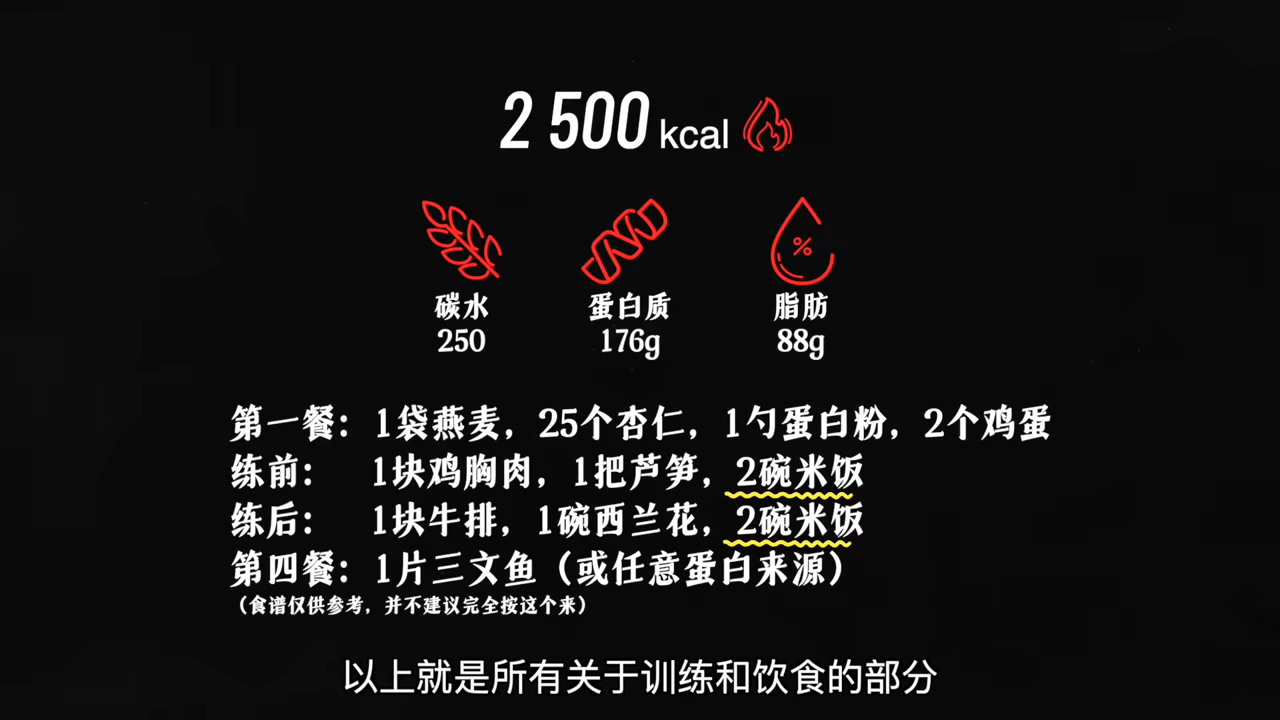 2 500 kcal
%
碳水 蛋白质 脂肪
250 176g 88g
第一餐：1袋燕麦，25个杏仁，1勺蛋白粉，2个鸡蛋
练前： 1块鸡胸肉，1把芦笋，2碗米饭
练后： 1块牛排，1碗西兰花，2碗米饭
第四餐：1片三文鱼（或任意蛋白来源）
（食谱仅供参考，并不建议完全按这个来）
以上就是所有关于训练和饮食的部分